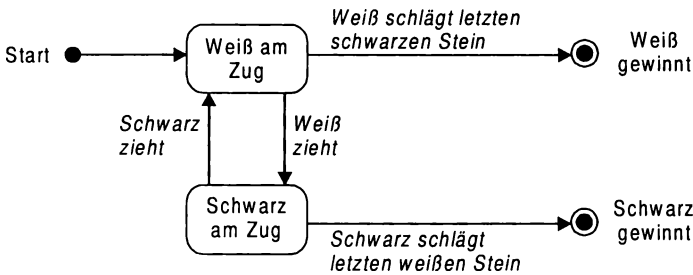 Start
Weiß am
Zug
Weiß schlägt letzten
schwarzen Stein
Weiß
gewinnt
Schwarz
zieht
Weiß
zieht
Schwarz
am Zug
Schwarz schlägt
letzten weißen Stein
Schwarz
gewinnt